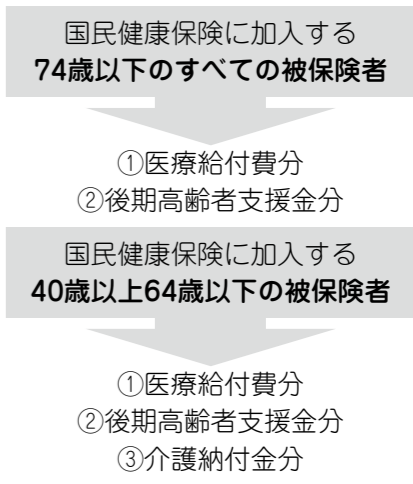 国民健康保険に加入する
74歳以下のすべての被保険者
①医療給付費分
②後期高齢者支援金分
国民健康保険に加入する
40歳以上64歳以下の被保険者
①医療給付費分
②後期高齢者支援金分
③介護納付金分